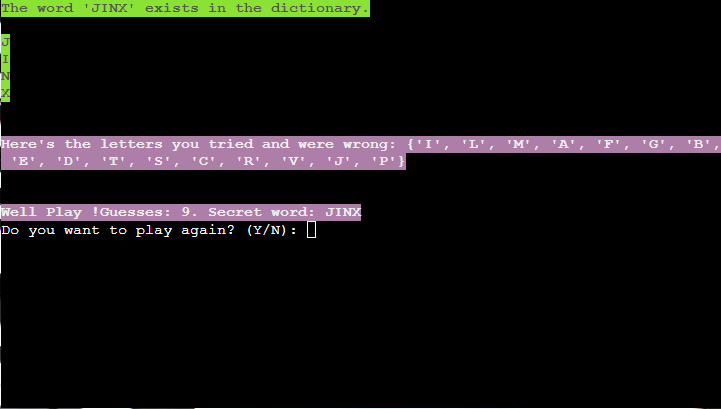 The word 'JINX' exists in the dictionary.
J
I
N
X
Here's the letters you tried and were wrong: {'I', 'L', 'M', 'A', 'F', 'G', 'B',
'E', 'D', 'T', 'S', 'C', 'R', 'V', 'J', 'P'}
Well Play !Guesses: 9. Secret word: JINX
Do you want to play again? (Y/N):